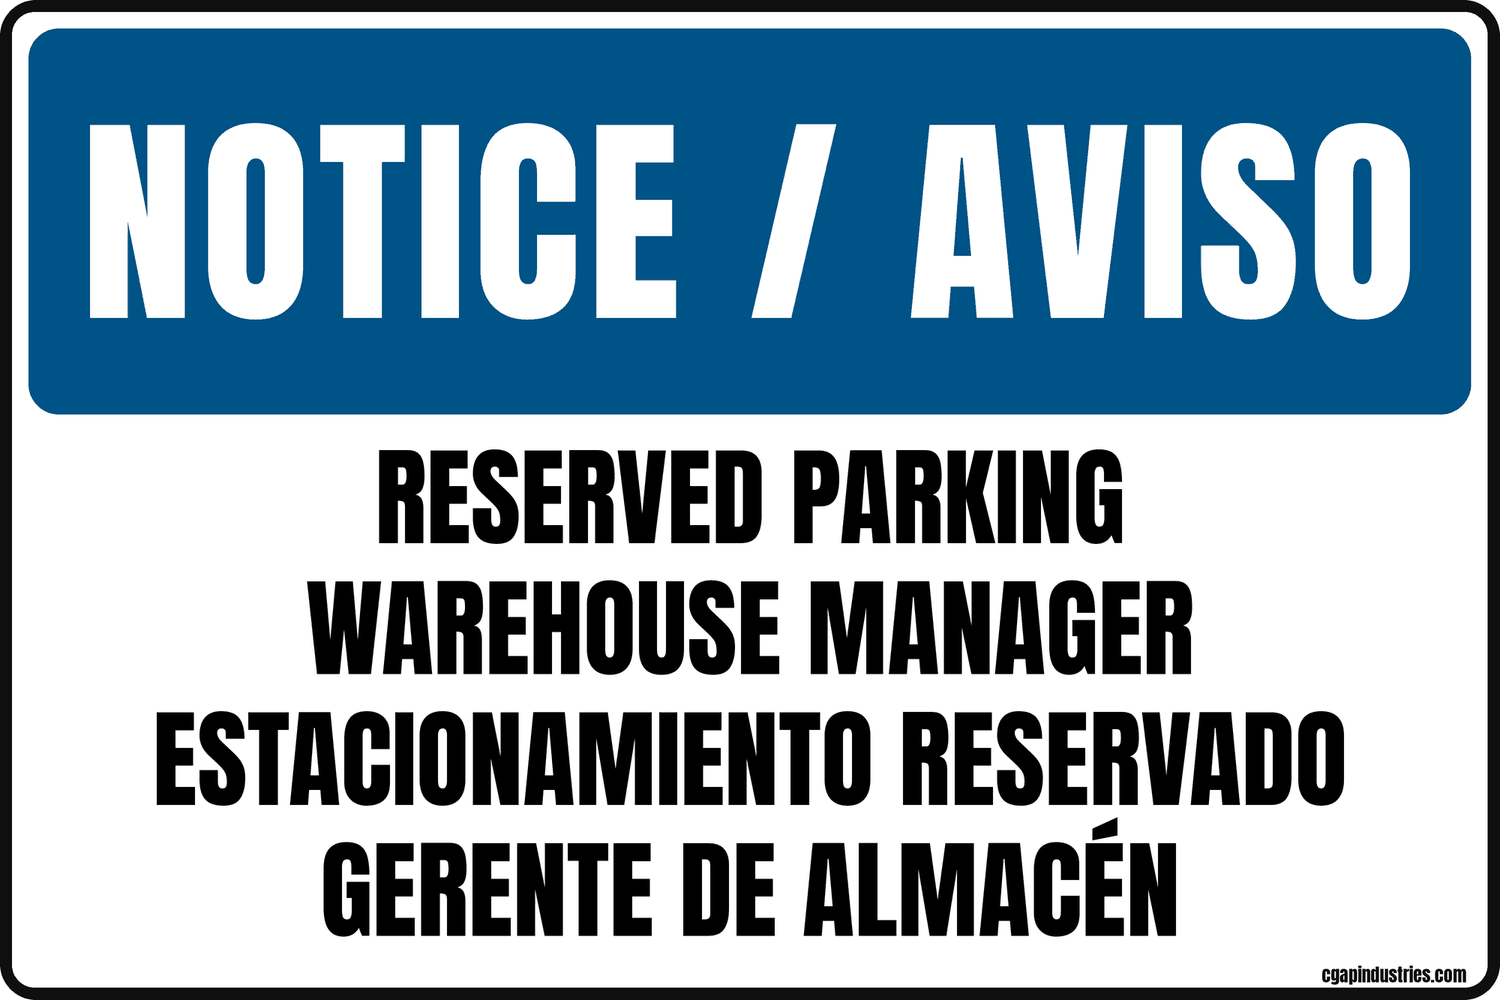 NOTICE / AVISO
RESERVED PARKING
WAREHOUSE MANAGER
ESTACIONAMIENTO RESERVADO
GERENTE DE ALMACÉN
cgapindustries.com